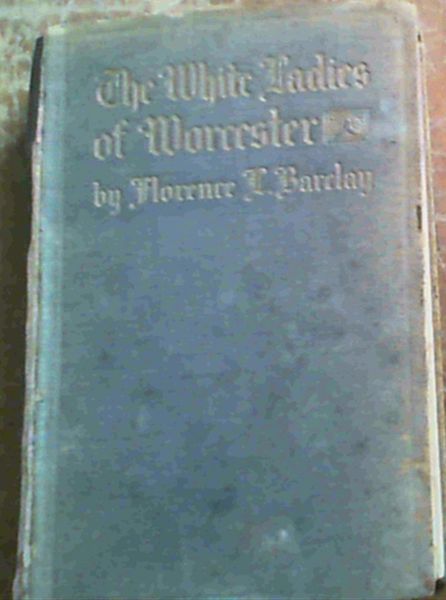 The White Ladies
of Worcester
by Florence L. Barclay